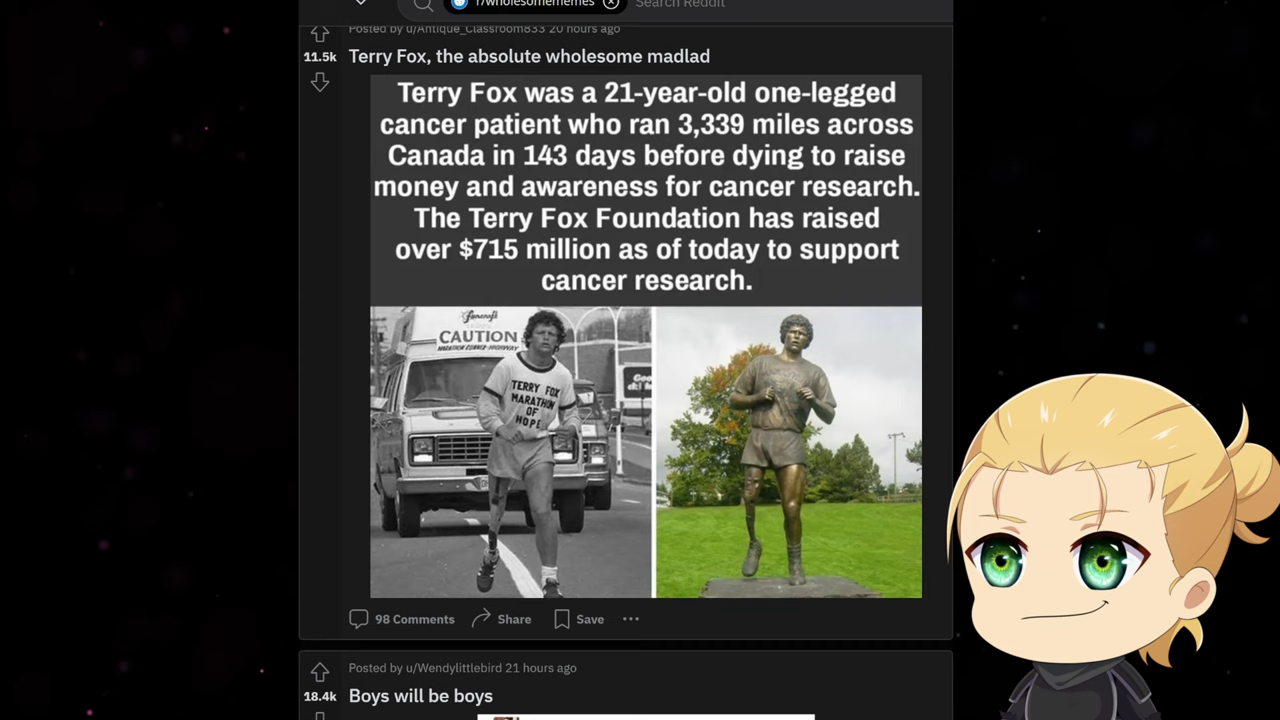 r/wholesomememes
Search Reddit
Posted by u/Antique_Classroom833 20 hours ago
11.5k
Terry Fox, the absolute wholesome madlad
Terry Fox was a 21-year-old one-legged
cancer patient who ran 3,339 miles across
Canada in 143 days before dying to raise
money and awareness for cancer research.
The Terry Fox Foundation has raised
over $715 million as of today to support
cancer research.
CAUTION
TERRY FOX
MARATHON
OF
HOPE
98 Comments
Share
Save
Posted by u/Wendylittlebird 21 hours ago
18.4k
Boys will be boys